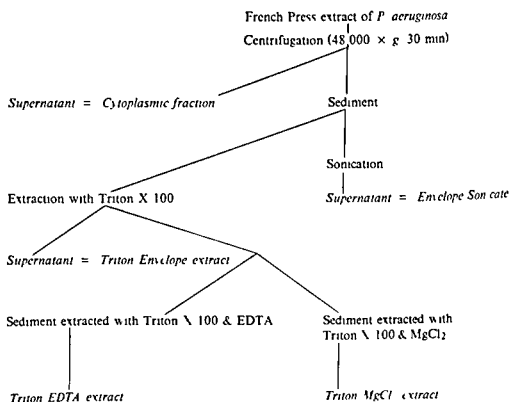 French Press extract of P aeruginosa
Centrifugation (48,000 × g 30 min)
Supernatant = Cytoplasmic fraction
Sediment
Sonication
Extraction with Triton X 100
Supernatant = Envelope Sonicate
Supernatant = Triton Envelope extract
Sediment extracted with Triton X 100 & EDTA
Sediment extracted with
Triton X 100 & MgCl2
Triton EDTA extract
Triton MgCl extract